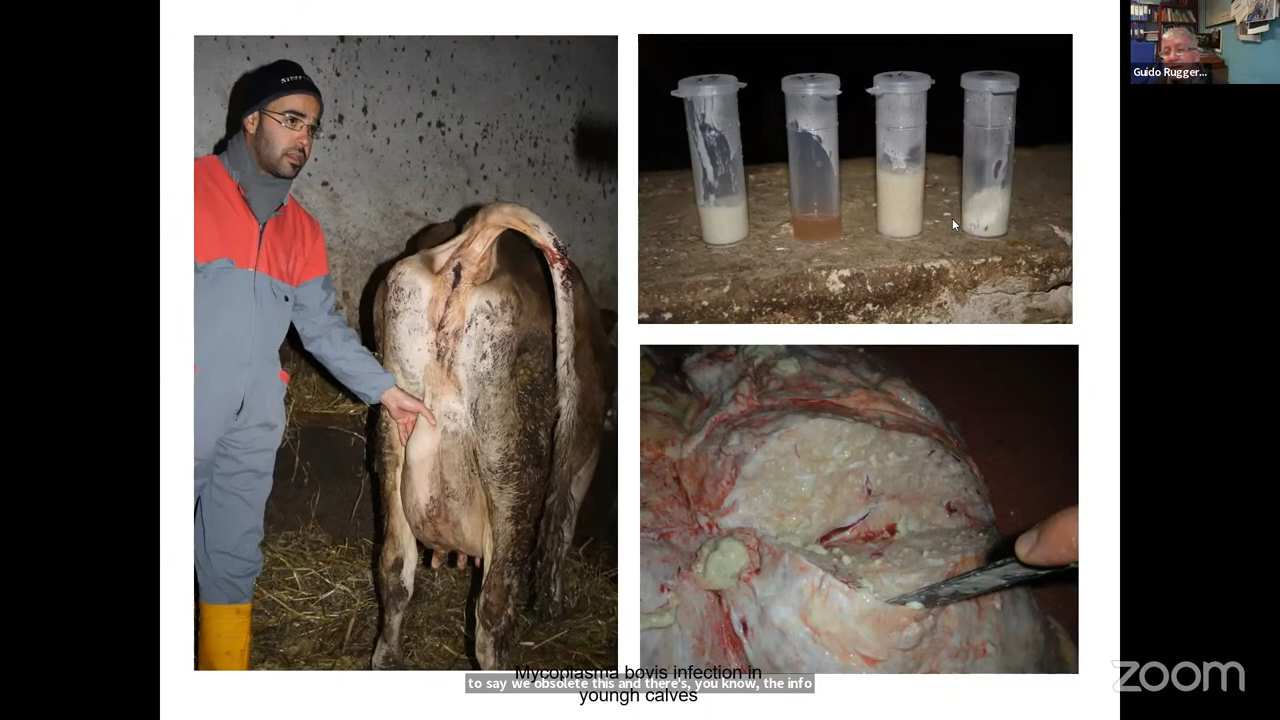 Guido Rugger...
Mycoplasma bovis infection in
to say we obsolete this and there's, you know, the info
youngh calves
zoom